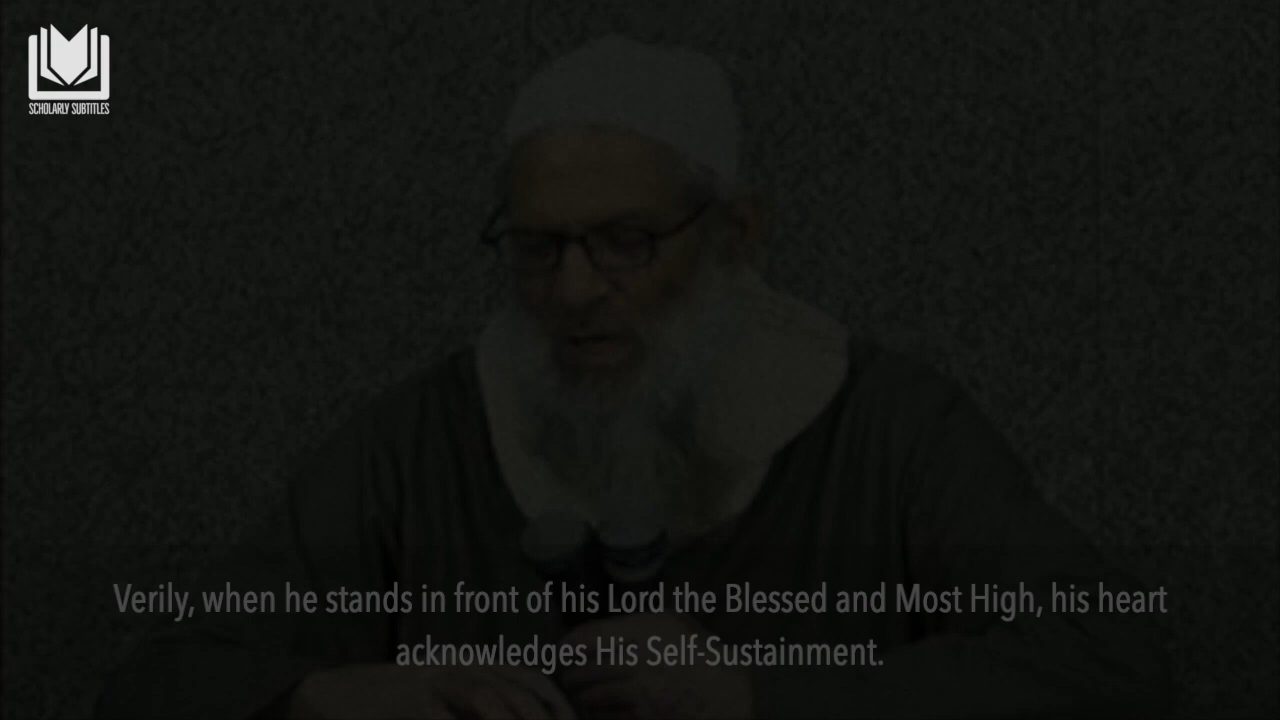 SCHOLARLY SUBTITLES
Verily, when he stands in front of his Lord the Blessed and Most High, his heart
acknowledges His Self-Sustainment.